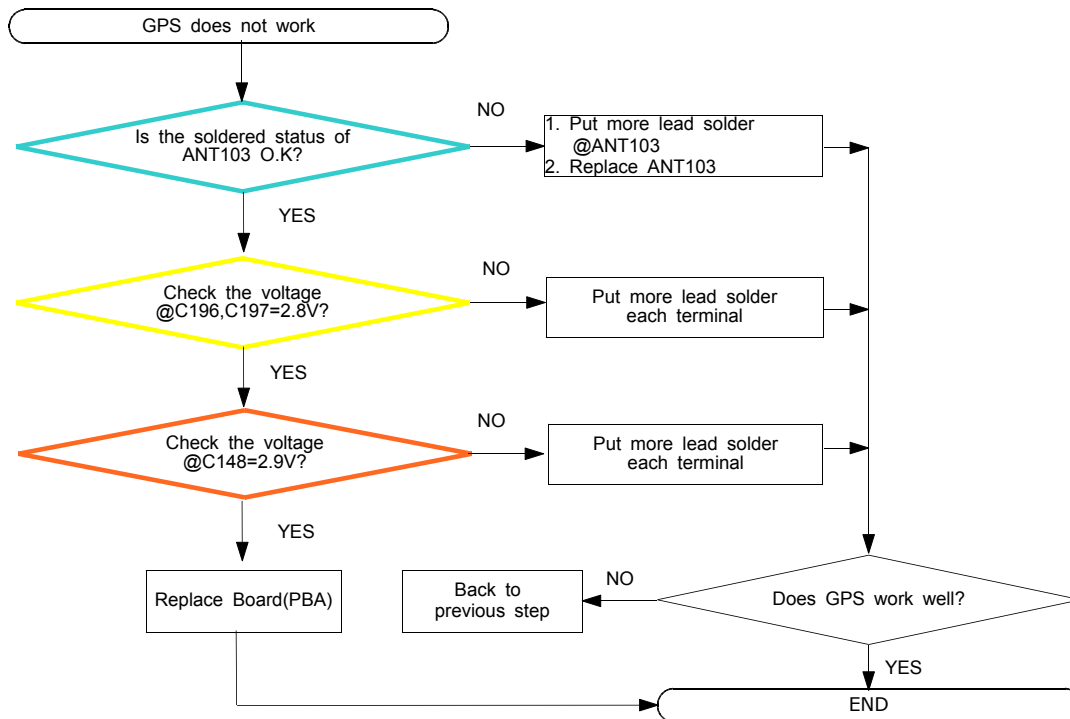 GPS does not work
Is the soldered status of
ANT103 O.K?
NO
1. Put more lead solder
@ANT103
2. Replace ANT103
YES
Check the voltage
@C196,C197=2.8V?
NO
Put more lead solder
each terminal
YES
Check the voltage
@C148=2.9V?
NO
Put more lead solder
each terminal
YES
Replace Board(PBA)
Back to
previous step
NO
Does GPS work well?
YES
END